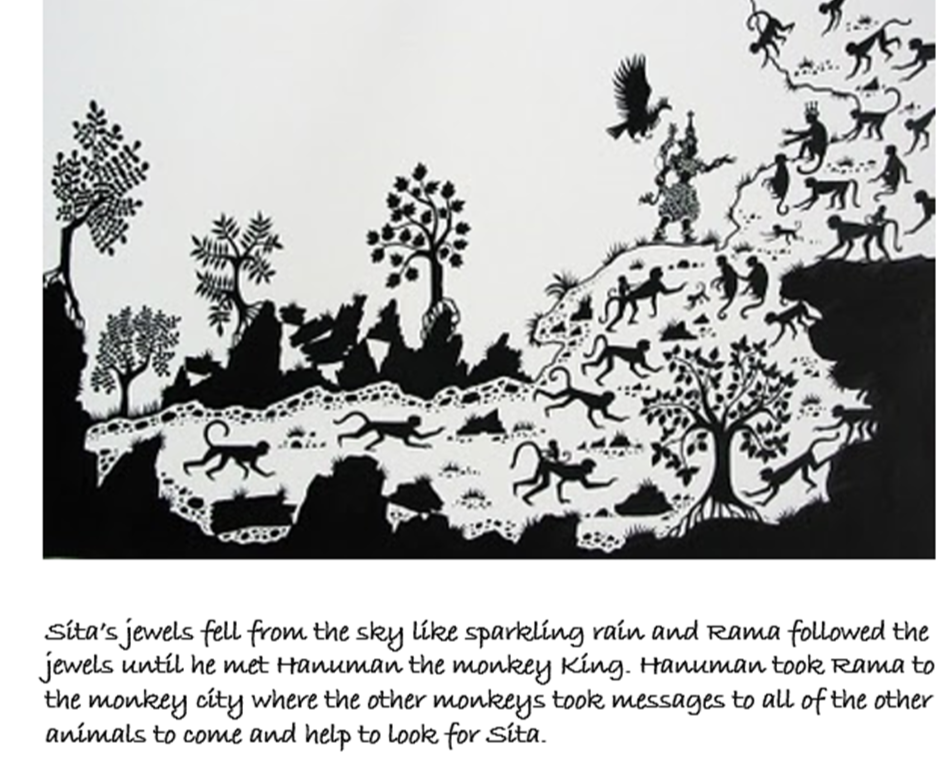 Sita's jewels fell from the sky like sparkling rain and Rama followed the
jewels until he met Hanuman the monkey King. Hanuman took Rama to
the monkey city where the other monkeys took messages to all of the other
animals to come and help to look for Sita.